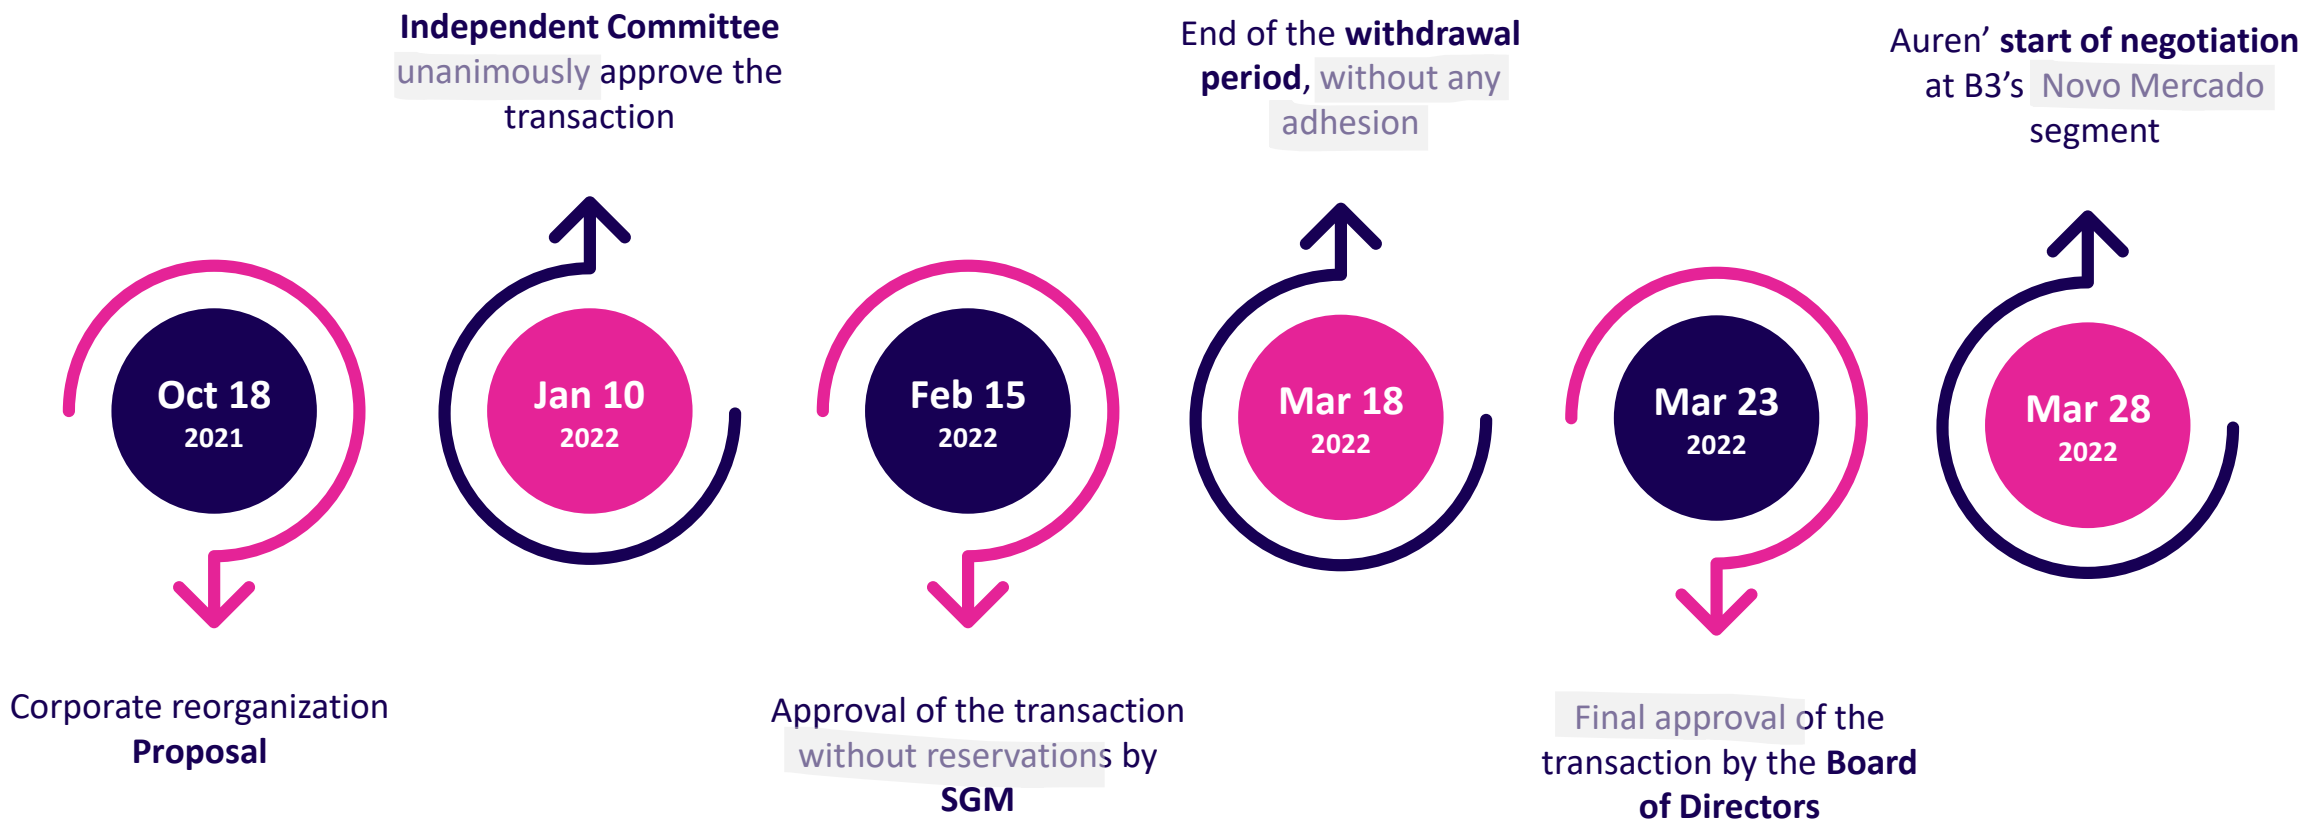 Independent Committee
unanimously approve the
transaction
End of the withdrawal
period, without any
adhesion
Auren’ start of negotiation
at B3’s Novo Mercado
segment
Oct 18
2021
Jan 10
2022
Feb 15
2022
Mar 18
2022
Mar 23
2022
Mar 28
2022
Corporate reorganization
Proposal
Approval of the transaction
without reservations by
SGM
Final approval of the
transaction by the Board
of Directors